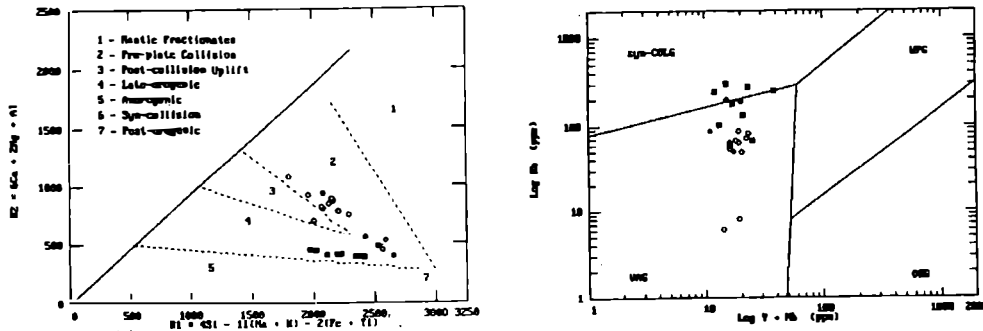 2500
2000
1500
1000
500
0
R2 = 6Ca + 2Mg + Al
1 - Mantle Fractionates
2 - Pre-plate Collision
3 - Post-collision Uplift
4 - Late-orogenic
5 - Anorogenic
6 - Syn-collision
7 - Post-orogenic
1
2
3
4
5
7
0 500 1000 1500 2000 2500 3000 3250
R1 = 4Si - 11(Na + K) - 2(Fe + Ti)
1000
100
10
1
Log Rb (ppm)
syn-COLG
WPG
VAG
ORG
1 10 100 1000 2000
Log Y + Nb (ppm)